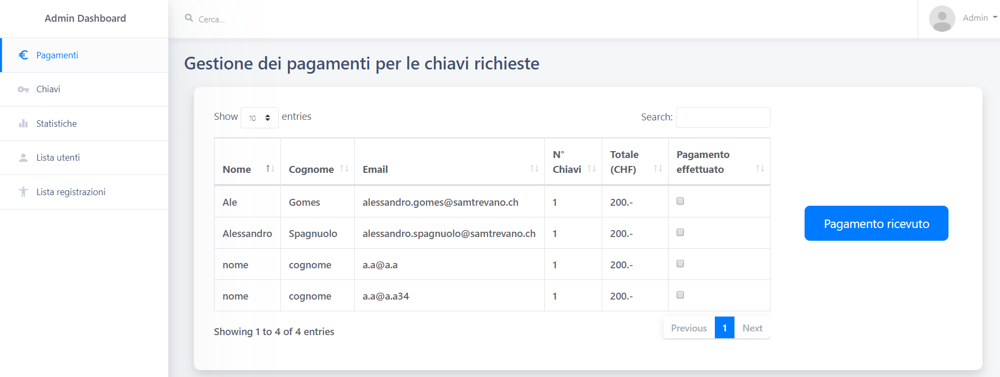 Admin Dashboard
Cerca...
Admin
Pagamenti
Chiavi
Statistiche
Lista utenti
Lista registrazioni
Gestione dei pagamenti per le chiavi richieste
Show 10 entries
Search:
Nome Cognome Email N° Chiavi Totale (CHF) Pagamento effettuato
Ale Gomes alessandro.gomes@samtrevano.ch 1 200.-
Alessandro Spagnuolo alessandro.spagnuolo@samtrevano.ch 1 200.-
nome cognome a.a@a.a 1 200.-
nome cognome a.a@a.a34 1 200.-
Showing 1 to 4 of 4 entries
Previous 1 Next
Pagamento ricevuto